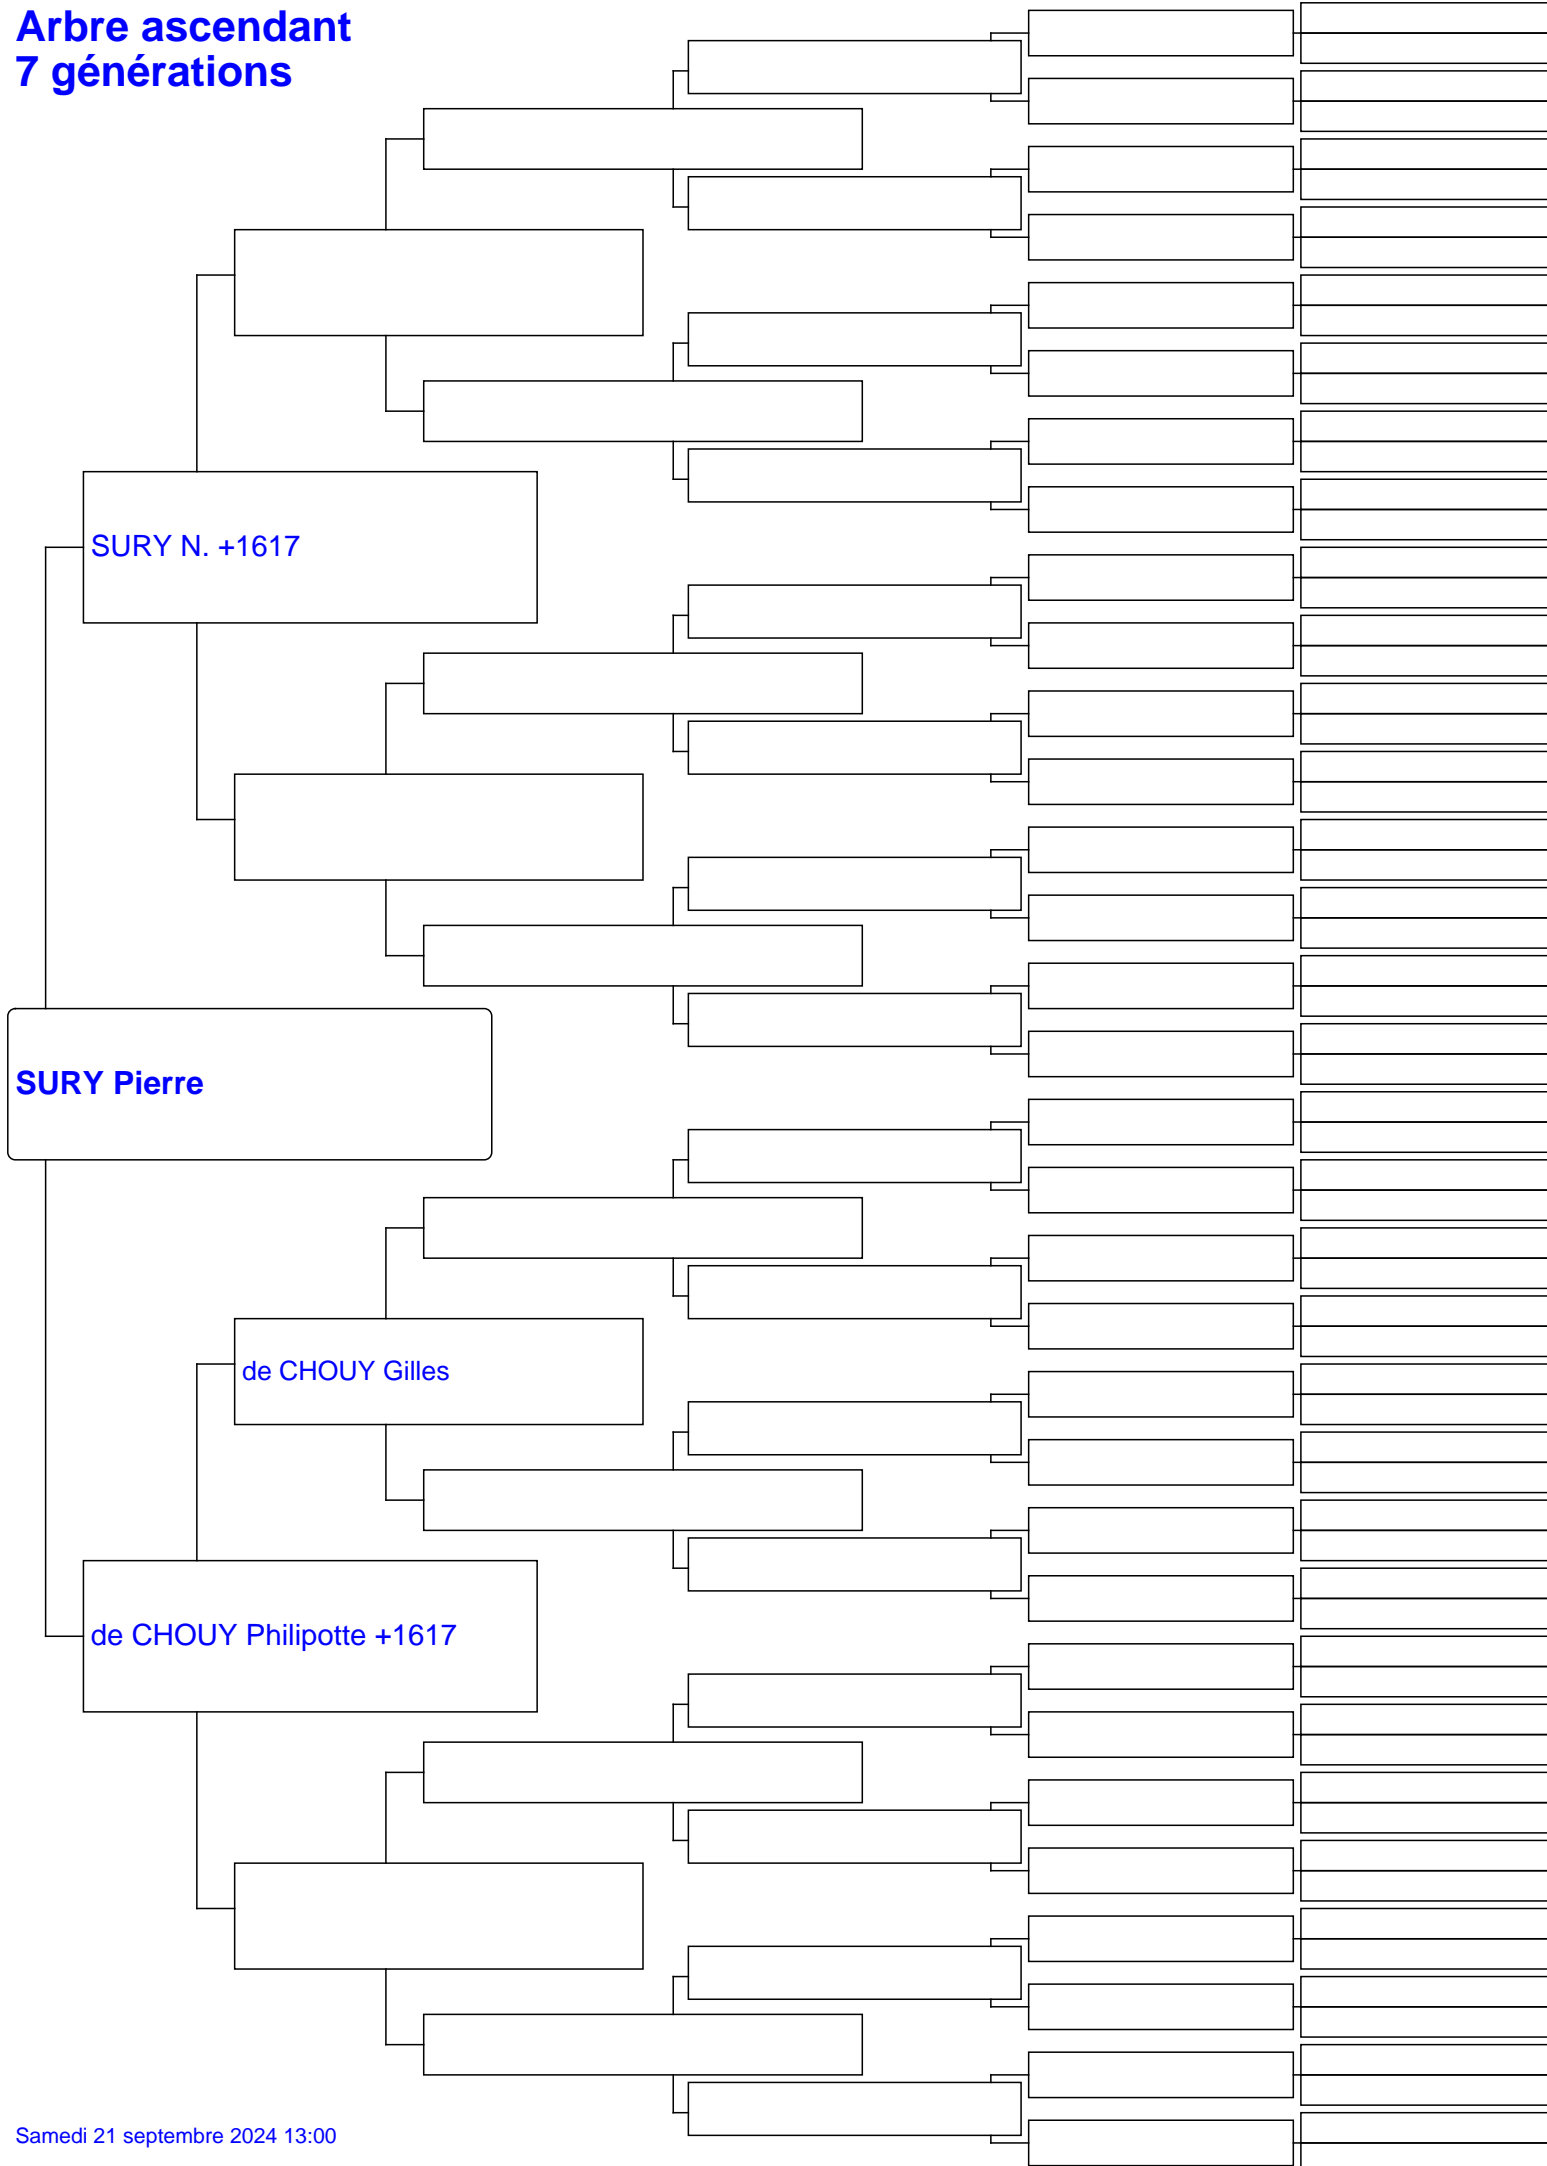 Arbre ascendant
7 générations
SURY N. +1617
SURY Pierre
de CHOUY Gilles
de CHOUY Philipotte +1617
Samedi 21 septembre 2024 13:00